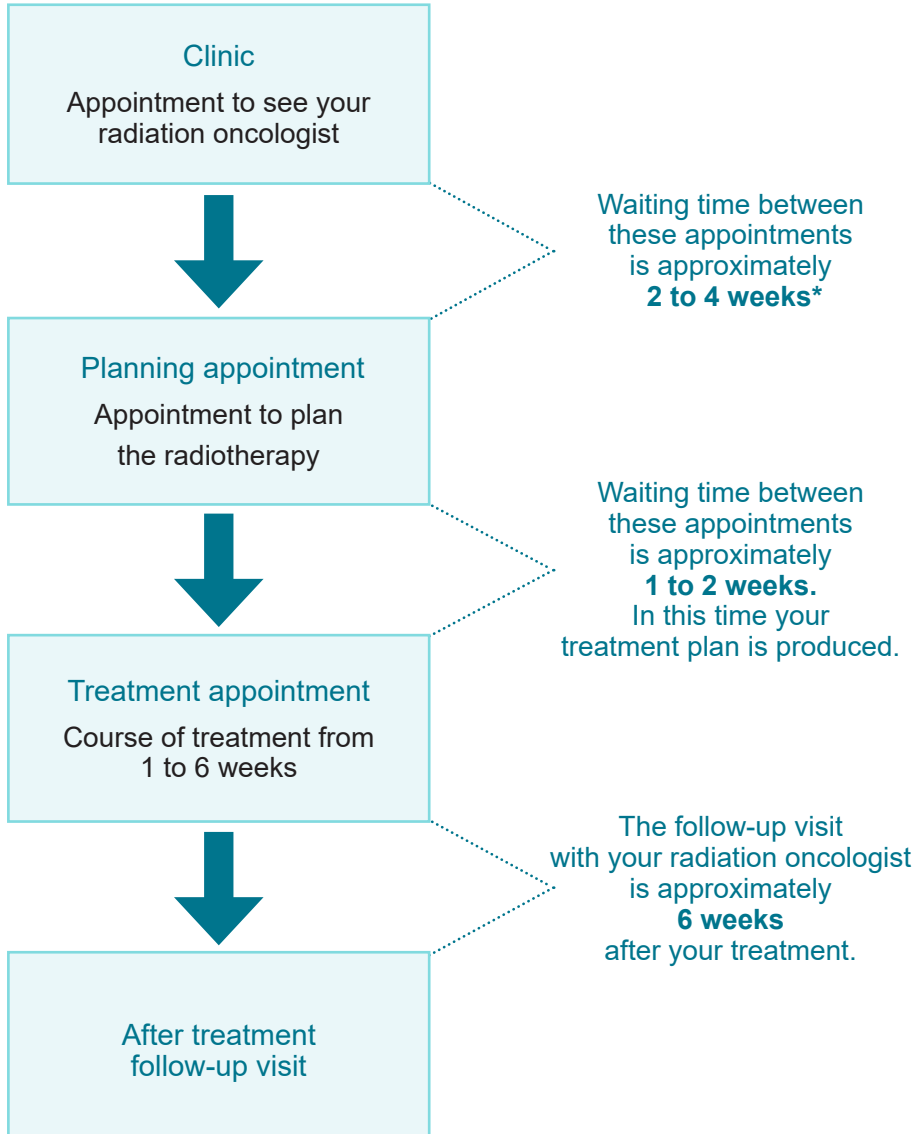 Clinic
Appointment to see your
radiation oncologist
Waiting time between
these appointments
is approximately
2 to 4 weeks*
Planning appointment
Appointment to plan
the radiotherapy
Waiting time between
these appointments
is approximately
1 to 2 weeks.
In this time your
treatment plan is produced.
Treatment appointment
Course of treatment from
1 to 6 weeks
The follow-up visit
with your radiation oncologist
is approximately
6 weeks
after your treatment.
After treatment
follow-up visit